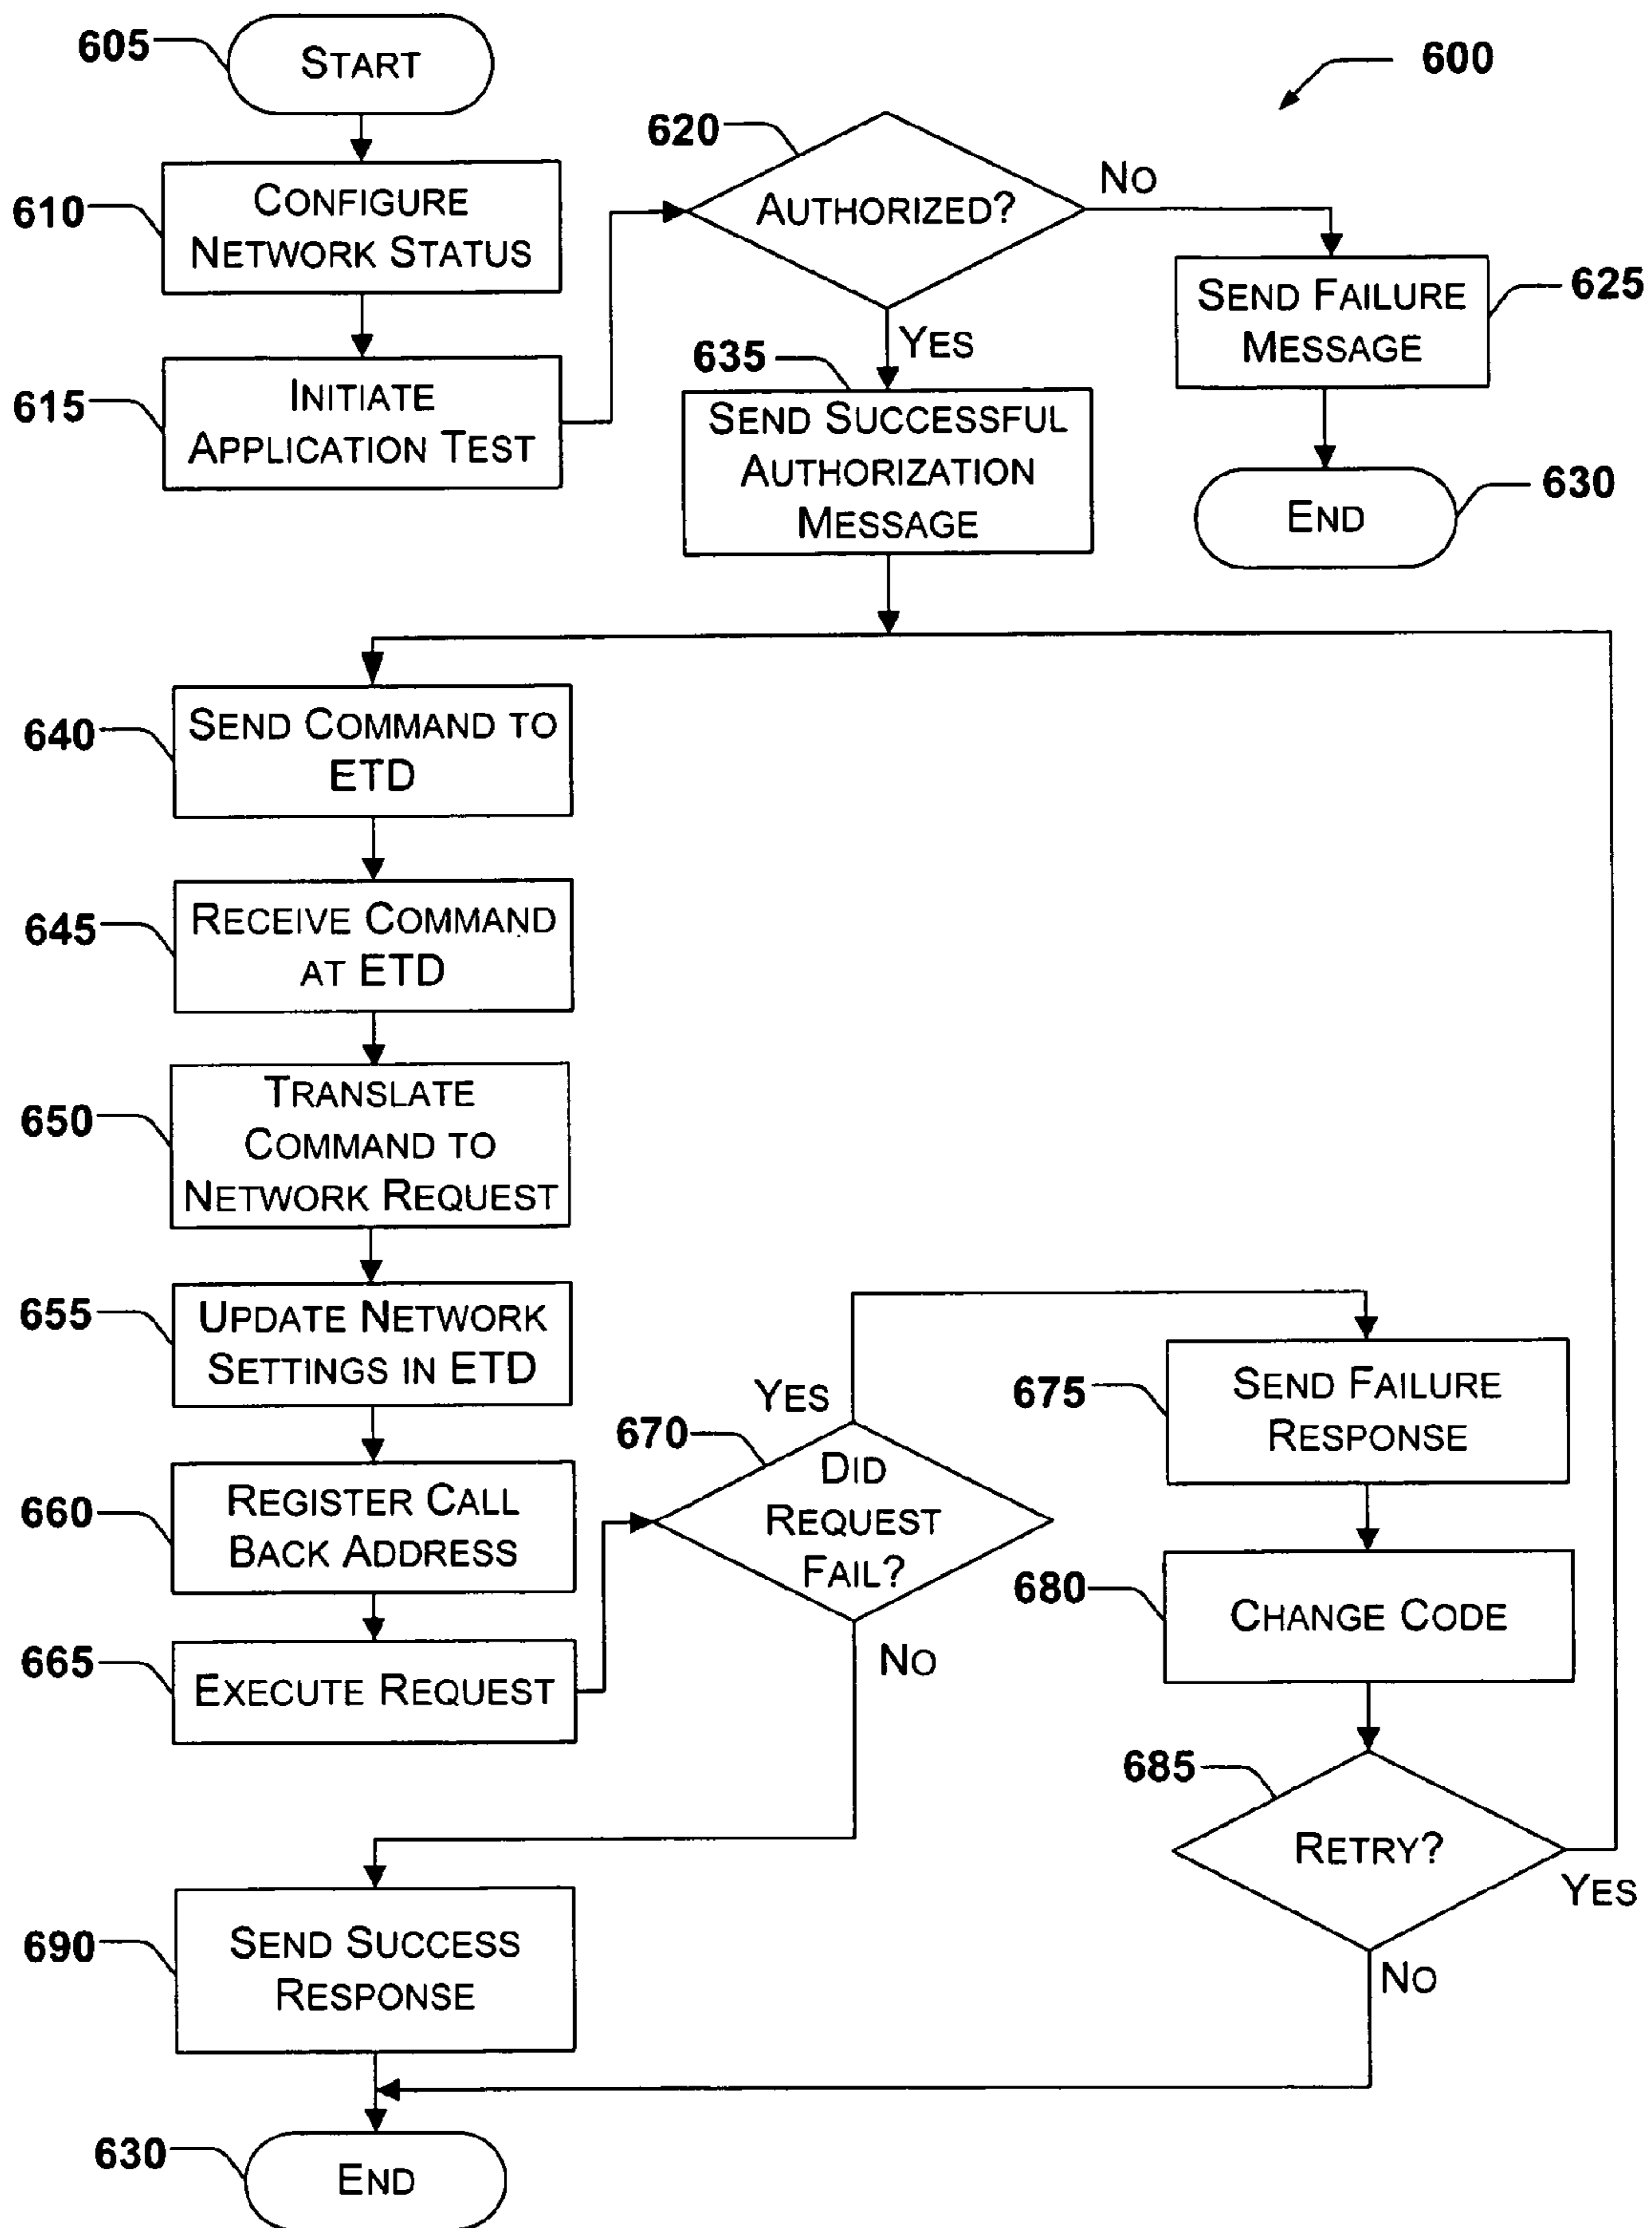 605
START
600
620
610
CONFIGURE
NETWORK STATUS
AUTHORIZED?
NO
625
SEND FAILURE
MESSAGE
615
INITIATE
APPLICATION TEST
YES
635
SEND SUCCESSFUL
AUTHORIZATION
MESSAGE
630
END
640
SEND COMMAND TO
ETD
645
RECEIVE COMMAND
AT ETD
650
TRANSLATE
COMMAND TO
NETWORK REQUEST
655
UPDATE NETWORK
SETTINGS IN ETD
660
REGISTER CALL
BACK ADDRESS
665
EXECUTE REQUEST
670
DID
REQUEST
FAIL?
YES
NO
675
SEND FAILURE
RESPONSE
680
CHANGE CODE
685
RETRY?
YES
NO
690
SEND SUCCESS
RESPONSE
630
END